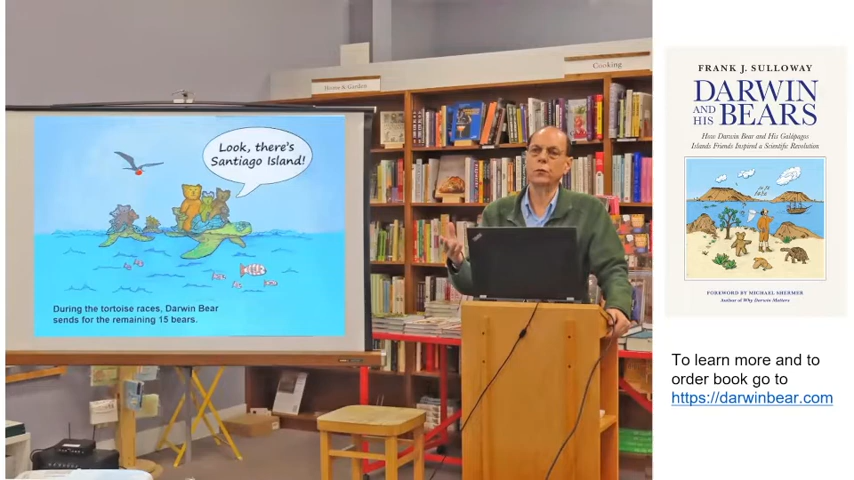 Home & Garden
Cooking
Look, there's
Santiago Island!
During the tortoise races, Darwin Bear
sends for the remaining 15 bears.
FRANK J. SULLOWAY
DARWIN
AND HIS BEARS
How Darwin Bear and His Galápagos
Islands Friends Inspired a Scientific Revolution
FOREWORD BY MICHAEL SHERMER
Author of Why Darwin Matters
To learn more and to
order book go to
https://darwinbear.com